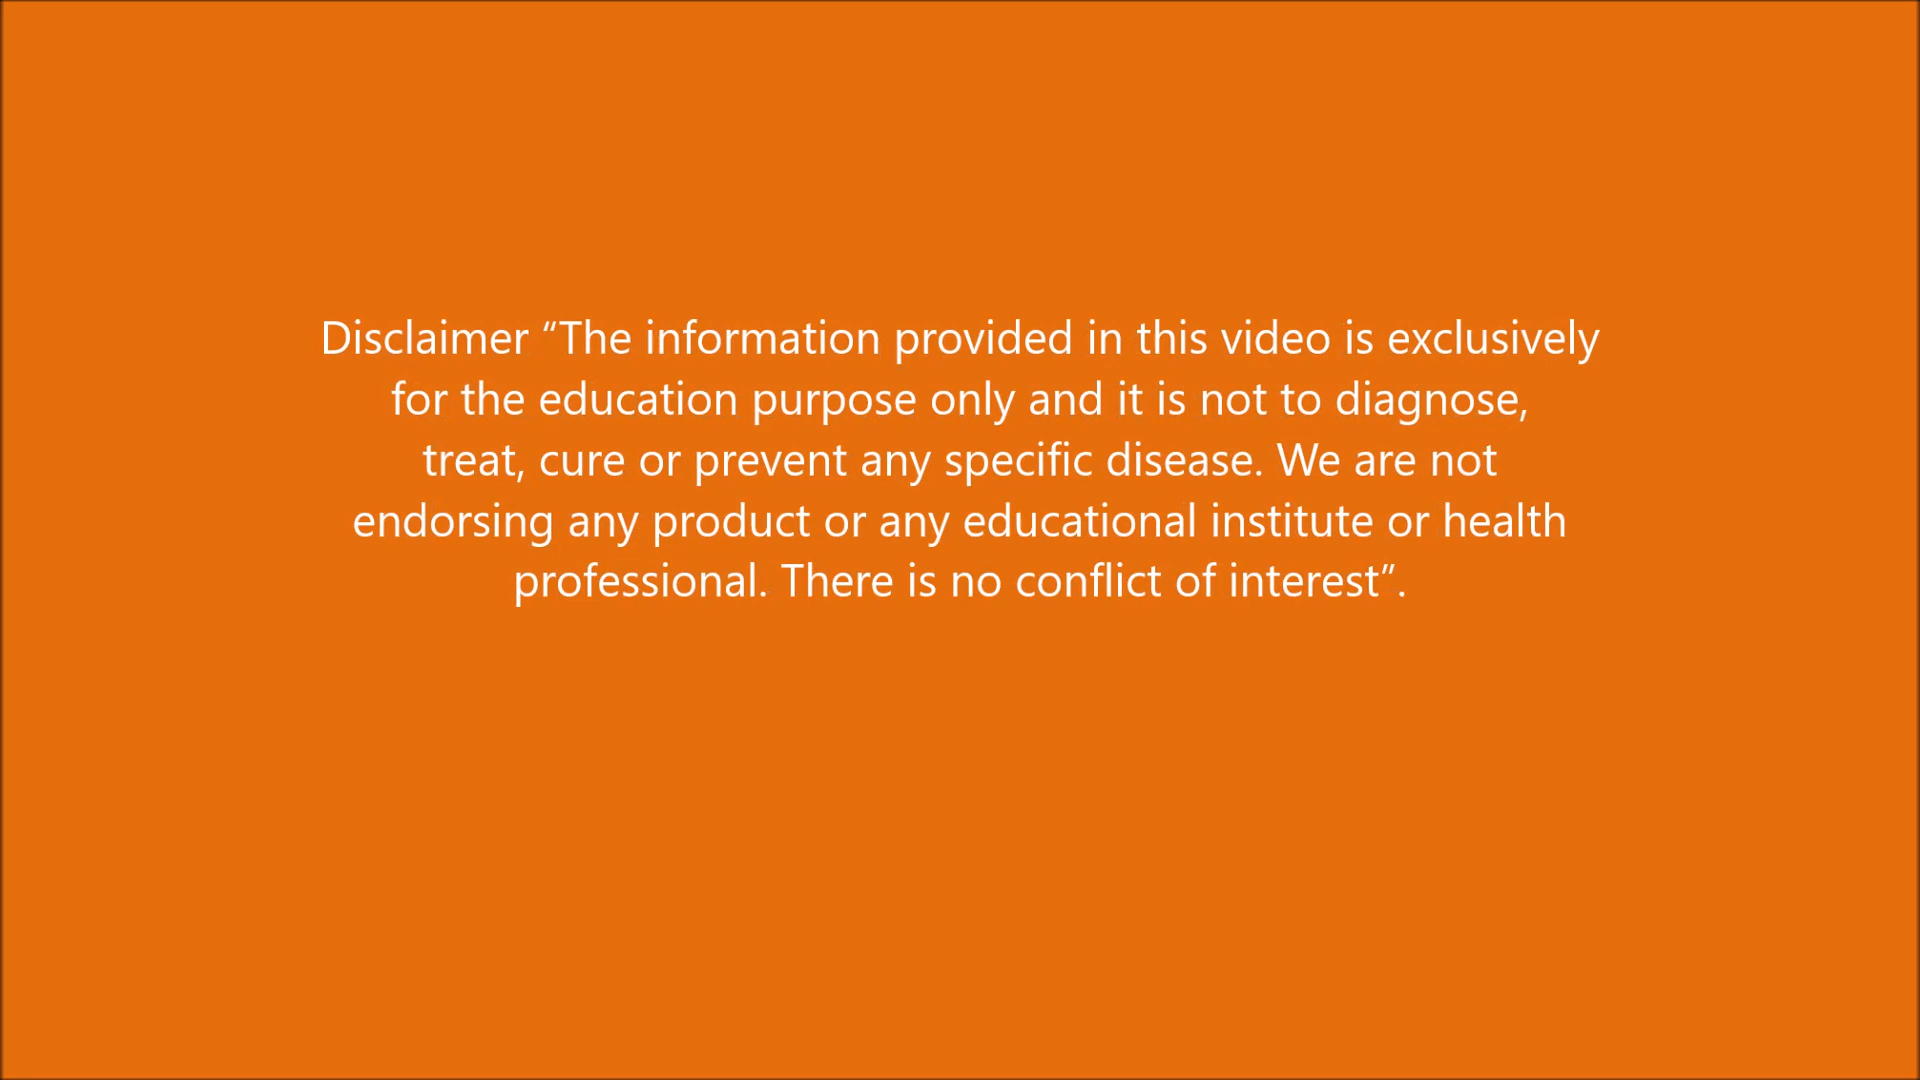 Disclaimer “The information provided in this video is exclusively
for the education purpose only and it is not to diagnose,
treat, cure or prevent any specific disease. We are not
endorsing any product or any educational institute or health
professional. There is no conflict of interest”.